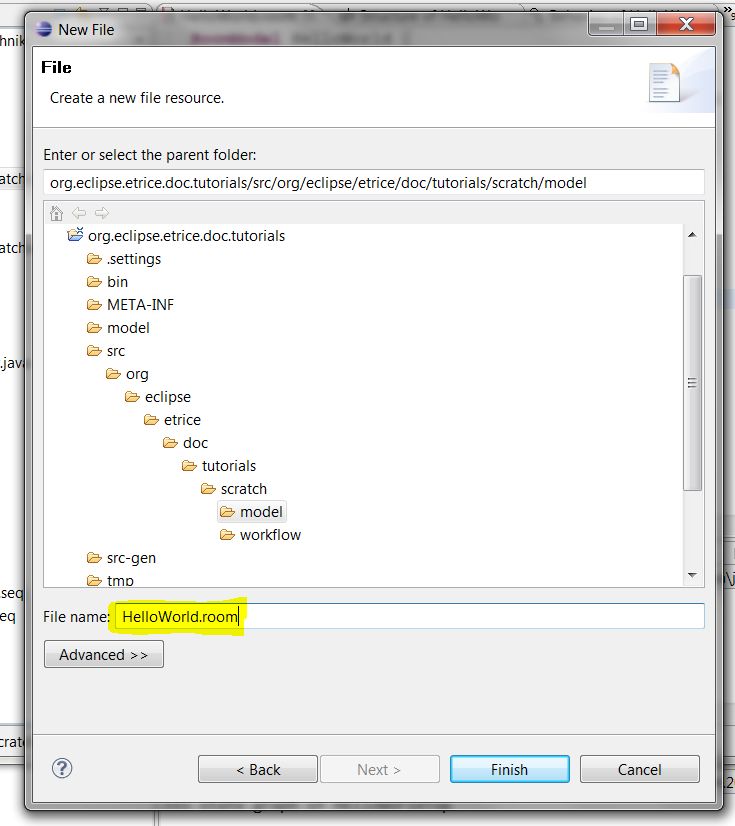 New File
File
Create a new file resource.
Enter or select the parent folder:
org.eclipse.etrice.doc.tutorials/src/org/eclipse/etrice/doc/tutorials/scratch/model
org.eclipse.etrice.doc.tutorials
.settings
bin
META-INF
model
src
org
eclipse
etrice
doc
tutorials
scratch
model
workflow
src-gen
tmp
File name: HelloWorld.room
Advanced >>
< Back Next > Finish Cancel